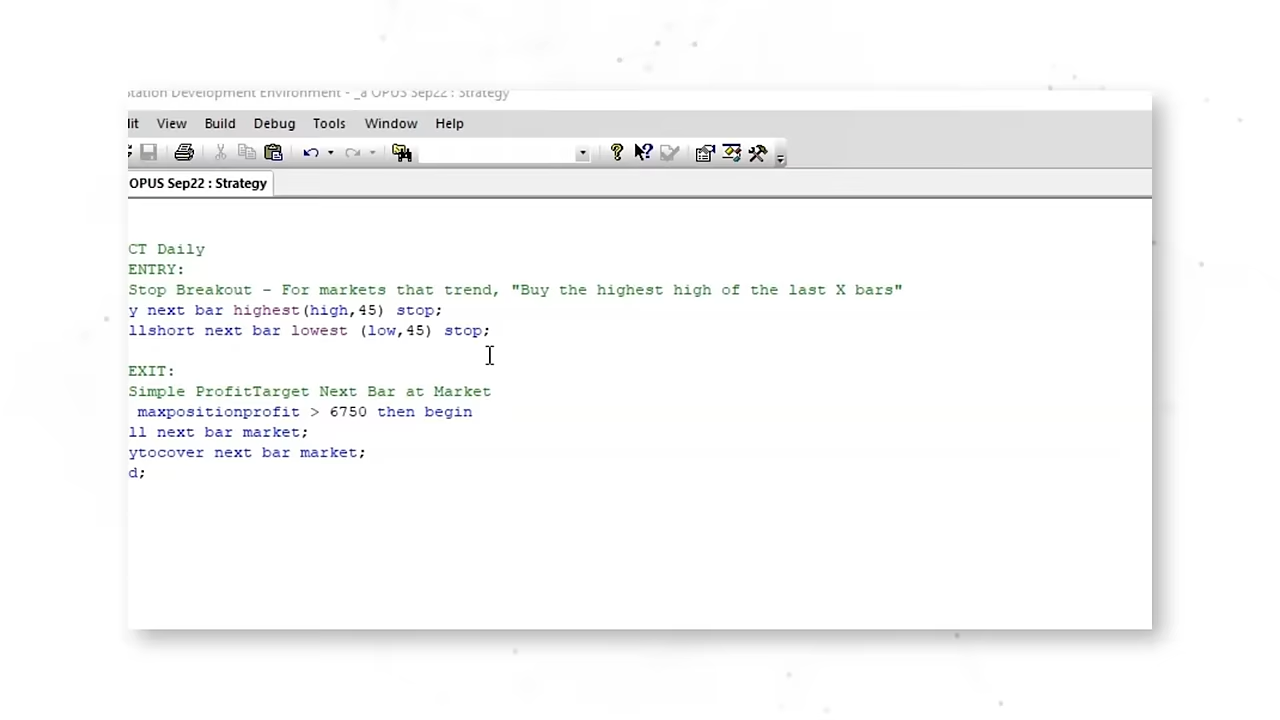 tation Development Environment - _a OPUS Sep22 : Strategy
dit View Build Debug Tools Window Help
OPUS Sep22 : Strategy
CT Daily
ENTRY:
Stop Breakout - For markets that trend, "Buy the highest high of the last X bars"
y next bar highest(high,45) stop;
llshort next bar lowest (low,45) stop;
EXIT:
Simple ProfitTarget Next Bar at Market
maxpositionprofit > 6750 then begin
ll next bar market;
ytocover next bar market;
d;